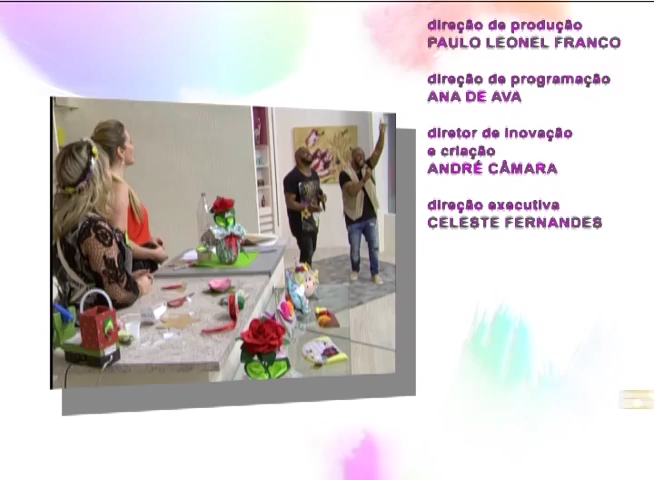 direção de produção
PAULO LEONEL FRANCO
direção de programação
ANA DE AVA
diretor de inovação
e criação
ANDRÉ CÂMARA
direção executiva
CELESTE FERNANDES